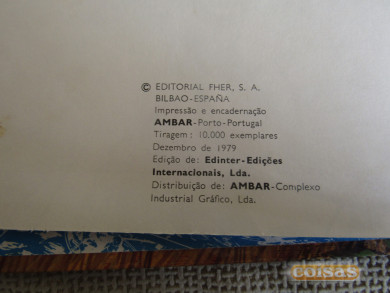 © EDITORIAL FHER, S. A.
BILBAO-ESPAÑA
Impressão e encadernação
AMBAR-Porto-Portugal
Tiragem: 10,000 exemplares
Dezembro de 1979
Edição de: Edinter-Edições
Internacionais, Lda.
Distribuição de: AMBAR-Complexo
Industrial Gráfico, Lda.
coisas